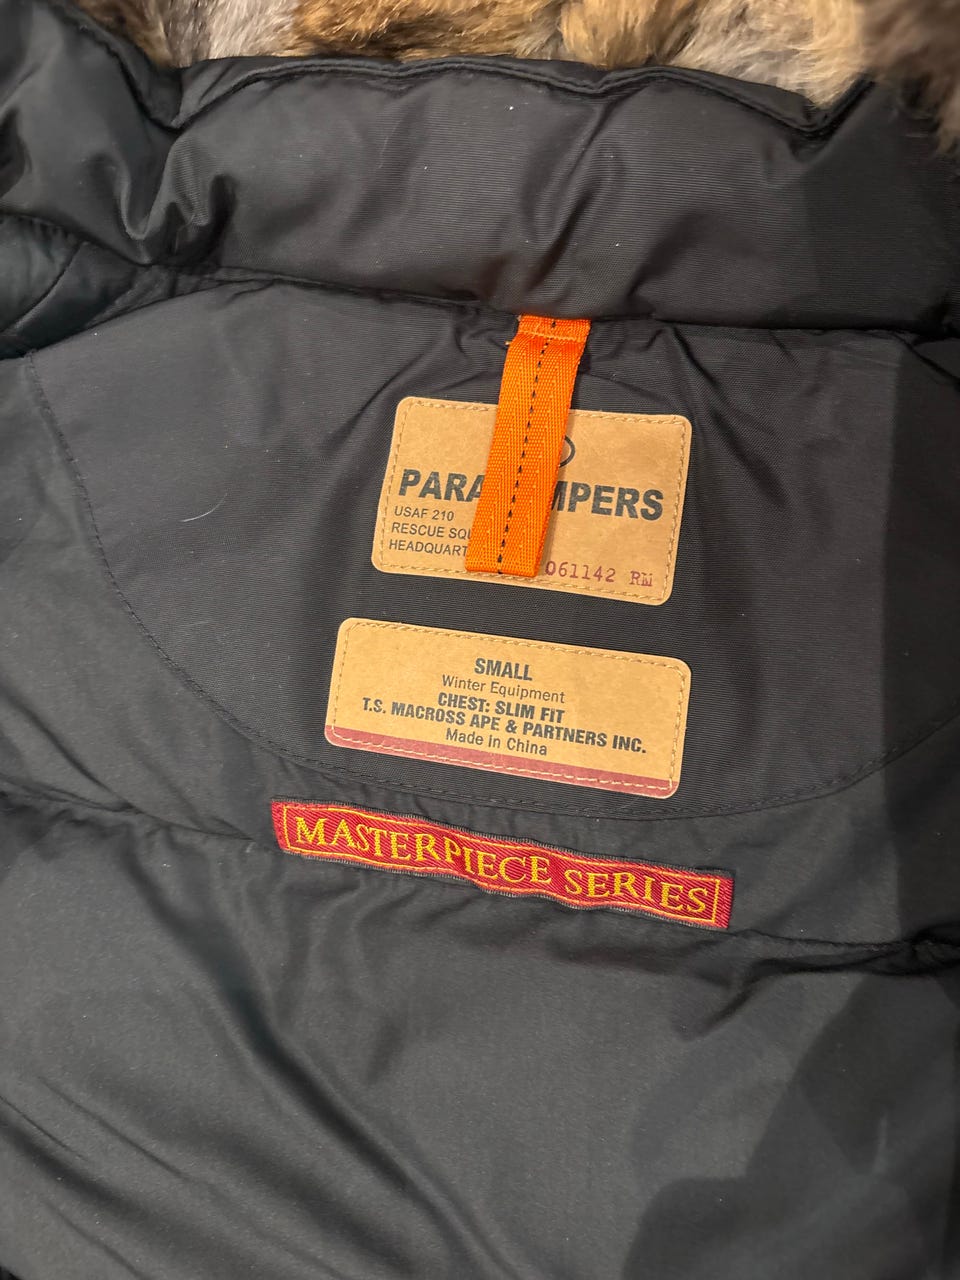 PARA MPERS
USAF 210
RESCUE SQU
HEADQUART
061142 RM
SMALL
Winter Equipment
CHEST: SLIM FIT
T.S. MACROSS APE & PARTNERS INC.
Made in China
MASTERPIECE SERIES